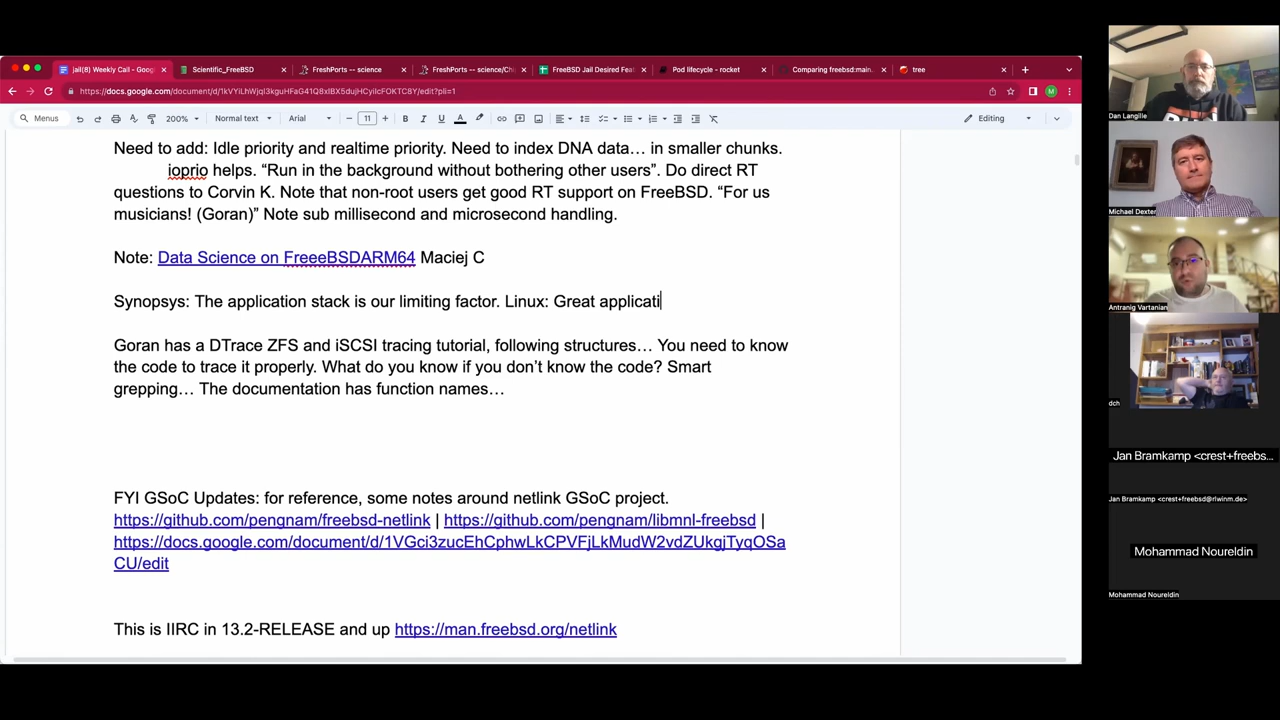 jail(8) Weekly Call - Goog
Scientific_FreeBSD
FreshPorts -- science
FreshPorts -- science/Ch
FreeBSD Jail Desired Fea
Pod lifecycle - rocket
Comparing freebsd:main
tree
Menus
200%
Normal text
Arial
11
Editing
Need to add: Idle priority and realtime priority. Need to index DNA data… in smaller chunks.
ioprio helps. “Run in the background without bothering other users”. Do direct RT
questions to Corvin K. Note that non-root users get good RT support on FreeBSD. “For us
musicians! (Goran)” Note sub millisecond and microsecond handling.
Note: Data Science on FreeeBSDARM64 Maciej C
Synopsys: The application stack is our limiting factor. Linux: Great applicati
Goran has a DTrace ZFS and iSCSI tracing tutorial, following structures… You need to know
the code to trace it properly. What do you know if you don’t know the code? Smart
grepping… The documentation has function names…
FYI GSoC Updates: for reference, some notes around netlink GSoC project.
https://github.com/pengnam/freebsd-netlink | https://github.com/pengnam/libmnl-freebsd |
https://docs.google.com/document/d/1VGci3zucEhCphwLkCPVFjLkMudW2vdZUkgjTyqOSa
CU/edit
This is IIRC in 13.2-RELEASE and up https://man.freebsd.org/netlink
Dan Langille
Michael Dexter
Antranig Vartanian
dch
Jan Bramkamp <crest+freebs...
Jan Bramkamp <crest+freebsd@rlwinm.de>
Mohammad Noureldin
Mohammad Noureldin